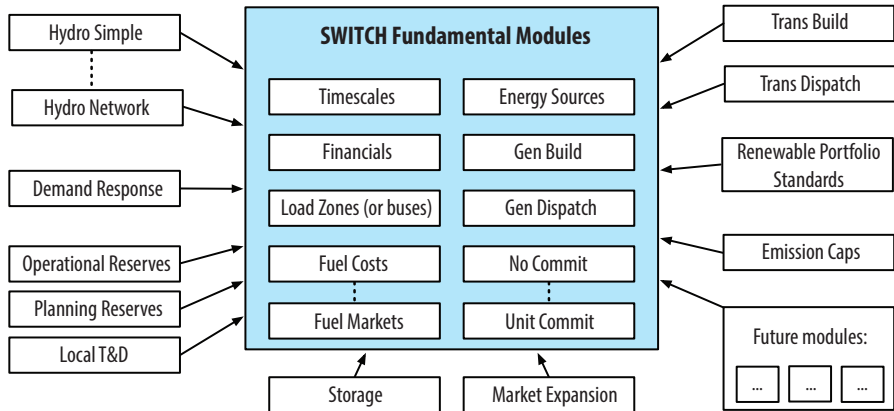 Hydro Simple
Hydro Network
Demand Response
Operational Reserves
Planning Reserves
Local T&D
SWITCH Fundamental Modules
Timescales
Energy Sources
Financials
Gen Build
Load Zones (or buses)
Gen Dispatch
Fuel Costs
No Commit
Fuel Markets
Unit Commit
Storage
Market Expansion
Trans Build
Trans Dispatch
Renewable Portfolio
Standards
Emission Caps
Future modules:
... ... ...